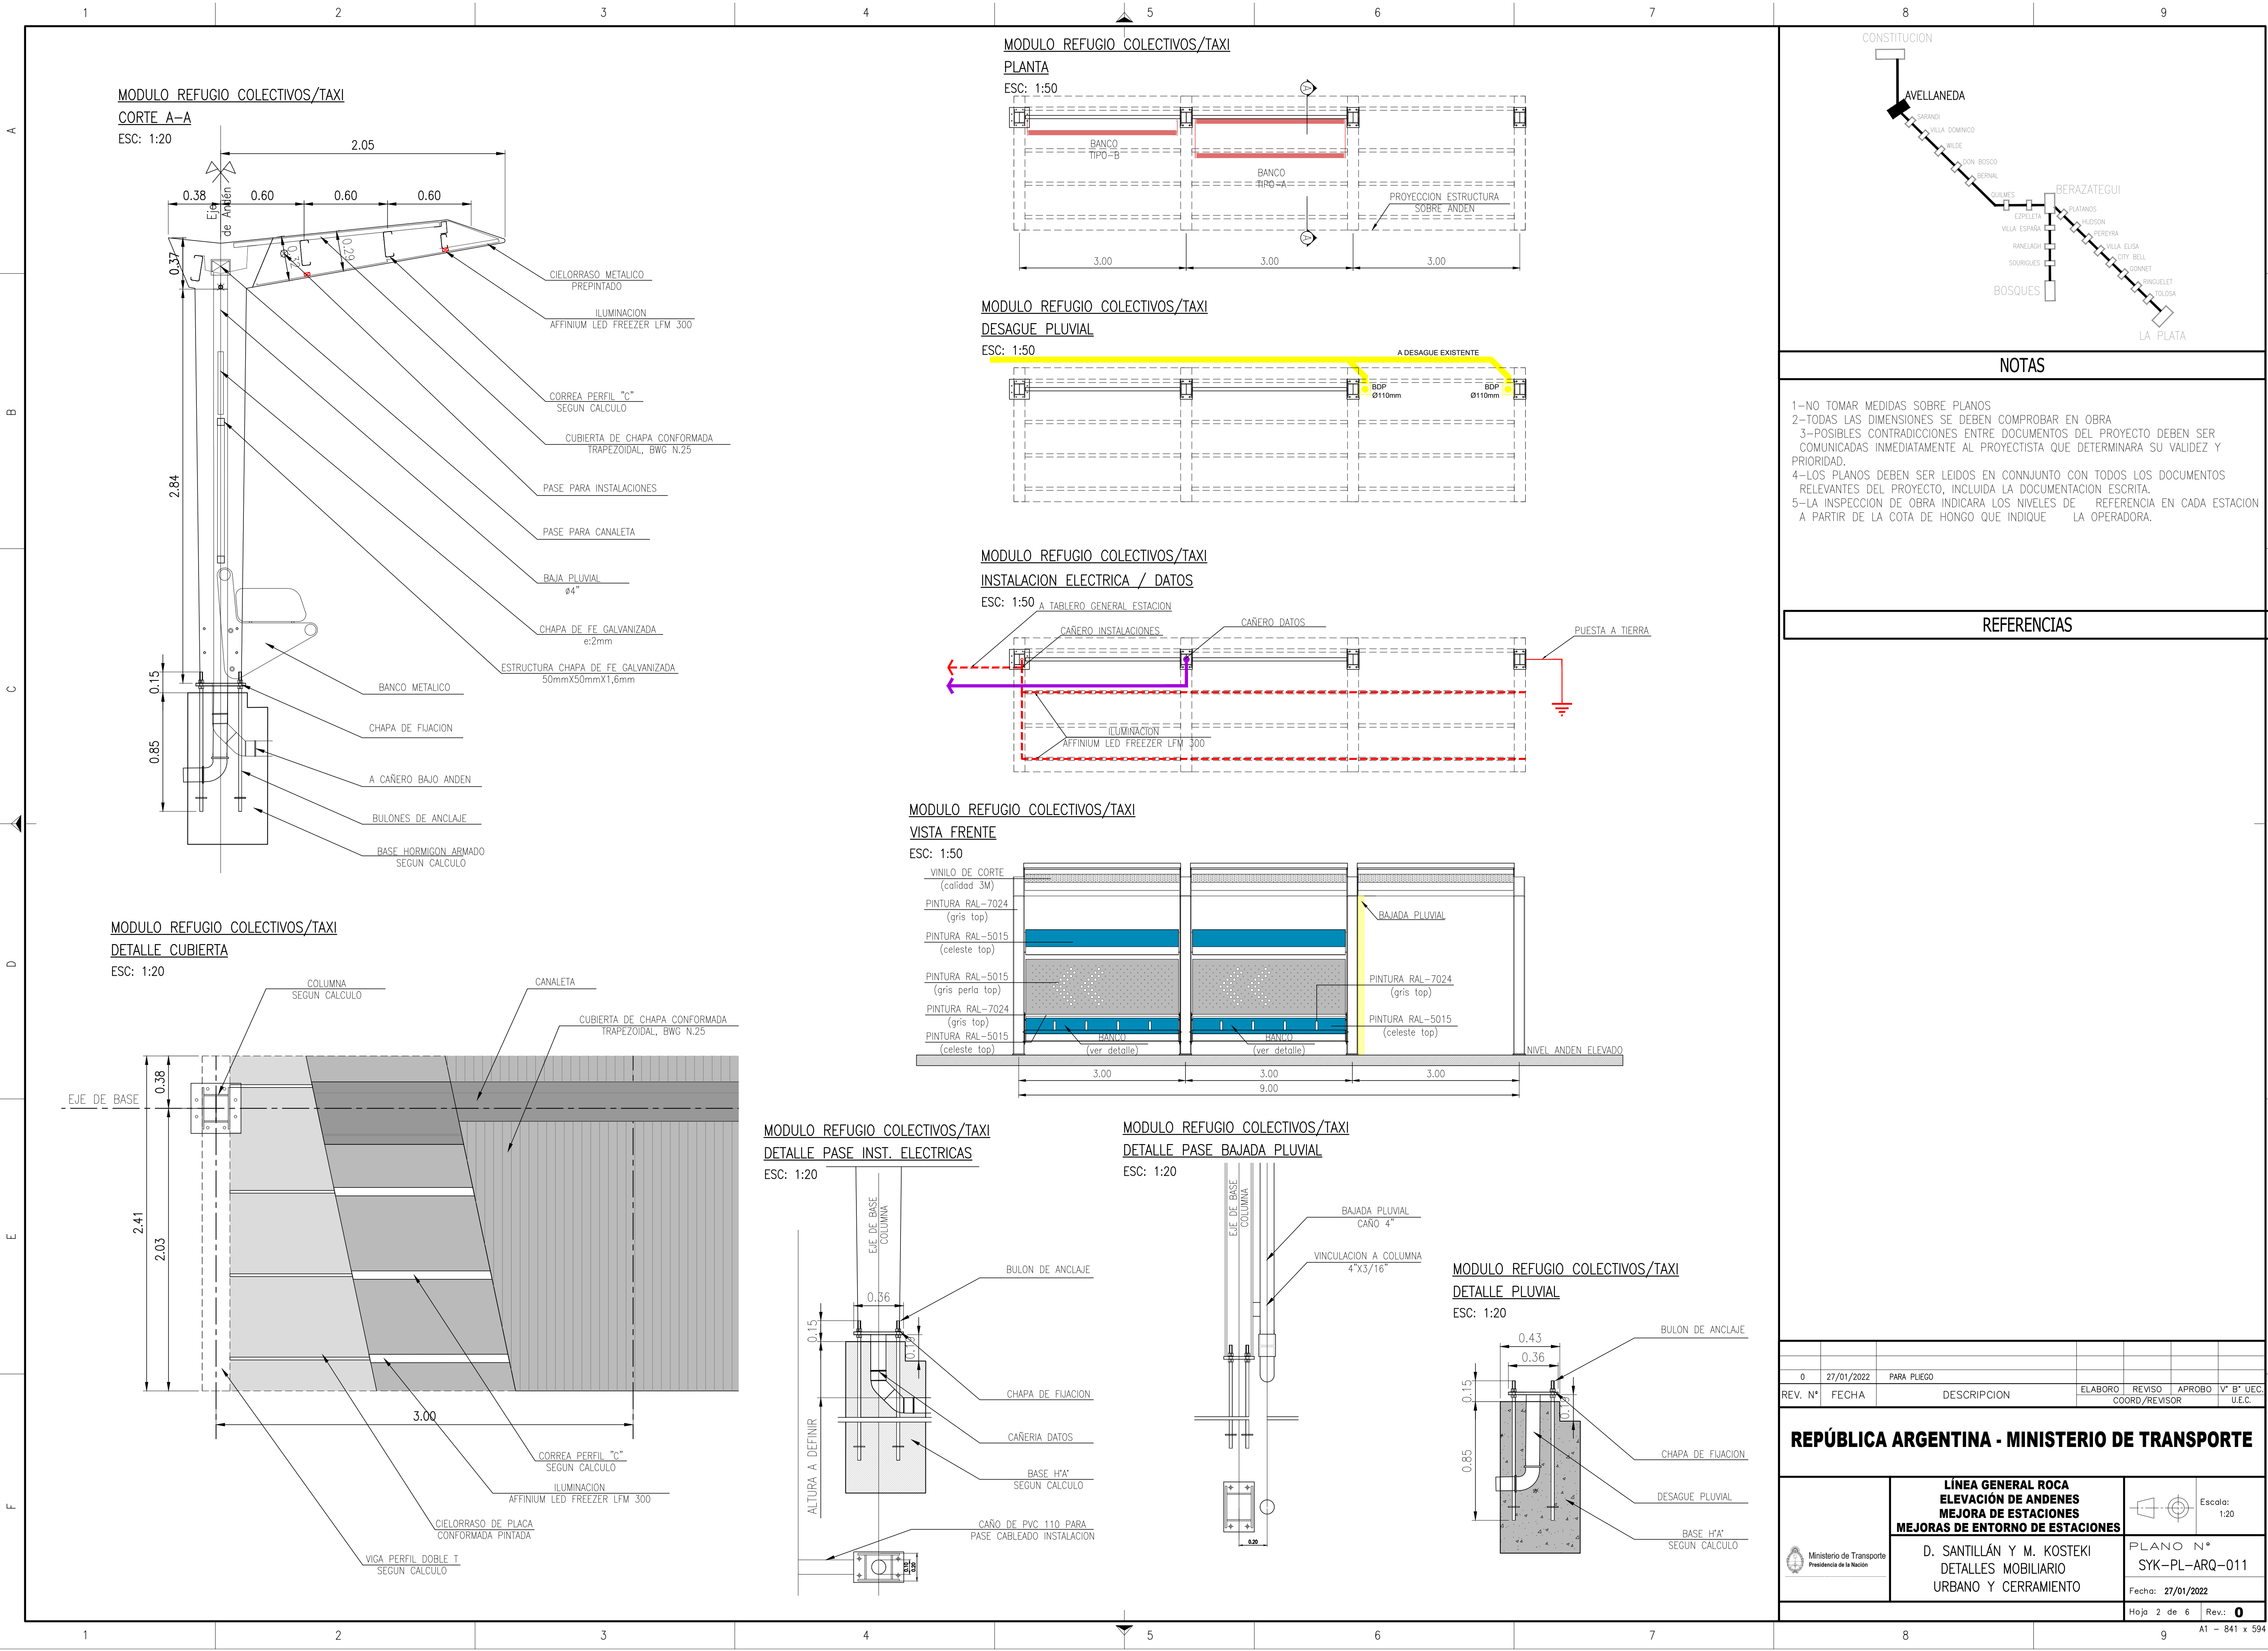 1 2 3 4 5 6 7 8 9
A
B
C
D
E
F
MODULO REFUGIO COLECTIVOS/TAXI
CORTE A-A
ESC: 1:20
2.05
0.38
0.60
0.60
0.60
Eje
de Andén
0.37
0.32
0.29
2.84
0.15
0.85
CIELORRASO METALICO
PREPINTADO
ILUMINACION
AFFINIUM LED FREEZER LFM 300
CORREA PERFIL "C"
SEGUN CALCULO
CUBIERTA DE CHAPA CONFORMADA
TRAPEZOIDAL, BWG N.25
PASE PARA INSTALACIONES
PASE PARA CANALETA
BAJA PLUVIAL
ø4"
CHAPA DE FE GALVANIZADA
e:2mm
ESTRUCTURA CHAPA DE FE GALVANIZADA
50mmX50mmX1,6mm
BANCO METALICO
CHAPA DE FIJACION
A CAÑERO BAJO ANDEN
BULONES DE ANCLAJE
BASE HORMIGON ARMADO
SEGUN CALCULO
MODULO REFUGIO COLECTIVOS/TAXI
DETALLE CUBIERTA
ESC: 1:20
COLUMNA
SEGUN CALCULO
CANALETA
CUBIERTA DE CHAPA CONFORMADA
TRAPEZOIDAL, BWG N.25
EJE DE BASE
0.38
2.41
2.03
3.00
CORREA PERFIL "C"
SEGUN CALCULO
ILUMINACION
AFFINIUM LED FREEZER LFM 300
CIELORRASO DE PLACA
CONFORMADA PINTADA
VIGA PERFIL DOBLE T
SEGUN CALCULO
MODULO REFUGIO COLECTIVOS/TAXI
PLANTA
ESC: 1:50
A
BANCO
TIPO-B
BANCO
TIPO-A
PROYECCION ESTRUCTURA
SOBRE ANDEN
A
3.00
3.00
3.00
MODULO REFUGIO COLECTIVOS/TAXI
DESAGUE PLUVIAL
ESC: 1:50
A DESAGUE EXISTENTE
BDP
Ø110mm
BDP
Ø110mm
MODULO REFUGIO COLECTIVOS/TAXI
INSTALACION ELECTRICA / DATOS
ESC: 1:50
A TABLERO GENERAL ESTACION
CAÑERO INSTALACIONES
CAÑERO DATOS
PUESTA A TIERRA
ILUMINACION
AFFINIUM LED FREEZER LFM 300
MODULO REFUGIO COLECTIVOS/TAXI
VISTA FRENTE
ESC: 1:50
VINILO DE CORTE
(calidad 3M)
PINTURA RAL-7024
(gris top)
PINTURA RAL-5015
(celeste top)
PINTURA RAL-5015
(gris perla top)
PINTURA RAL-7024
(gris top)
PINTURA RAL-5015
(celeste top)
BANCO
(ver detalle)
BANCO
(ver detalle)
BAJADA PLUVIAL
PINTURA RAL-7024
(gris top)
PINTURA RAL-5015
(celeste top)
NIVEL ANDEN ELEVADO
3.00
3.00
3.00
9.00
MODULO REFUGIO COLECTIVOS/TAXI
DETALLE PASE INST. ELECTRICAS
ESC: 1:20
EJE DE BASE
COLUMNA
0.36
0.15
0.15
ALTURA A DEFINIR
BULON DE ANCLAJE
CHAPA DE FIJACION
CAÑERIA DATOS
BASE H°A°
SEGUN CALCULO
CAÑO DE PVC 110 PARA
PASE CABLEADO INSTALACION
0.10
0.20
MODULO REFUGIO COLECTIVOS/TAXI
DETALLE PASE BAJADA PLUVIAL
ESC: 1:20
EJE DE BASE
COLUMNA
BAJADA PLUVIAL
CAÑO 4"
VINCULACION A COLUMNA
4"X3/16"
0.20
MODULO REFUGIO COLECTIVOS/TAXI
DETALLE PLUVIAL
ESC: 1:20
0.43
0.36
0.15
0.15
0.85
BULON DE ANCLAJE
CHAPA DE FIJACION
DESAGUE PLUVIAL
BASE H°A°
SEGUN CALCULO
CONSTITUCION
AVELLANEDA
SARANDI
VILLA DOMINICO
WILDE
DON BOSCO
BERNAL
QUILMES
EZPELETA
BERAZATEGUI
VILLA ESPAÑA
RANELAGH
SOURIGUES
BOSQUES
PLATANOS
HUDSON
PEREYRA
VILLA ELISA
CITY BELL
GONNET
RINGUELET
TOLOSA
LA PLATA
NOTAS
1-NO TOMAR MEDIDAS SOBRE PLANOS
2-TODAS LAS DIMENSIONES SE DEBEN COMPROBAR EN OBRA
3-POSIBLES CONTRADICCIONES ENTRE DOCUMENTOS DEL PROYECTO DEBEN SER
COMUNICADAS INMEDIATAMENTE AL PROYECTISTA QUE DETERMINARA SU VALIDEZ Y
PRIORIDAD.
4-LOS PLANOS DEBEN SER LEIDOS EN CONNJUNTO CON TODOS LOS DOCUMENTOS
RELEVANTES DEL PROYECTO, INCLUIDA LA DOCUMENTACION ESCRITA.
5-LA INSPECCION DE OBRA INDICARA LOS NIVELES DE REFERENCIA EN CADA ESTACION
A PARTIR DE LA COTA DE HONGO QUE INDIQUE LA OPERADORA.
REFERENCIAS
0 27/01/2022 PARA PLIEGO
REV. N° FECHA DESCRIPCION ELABORO REVISO APROBO V° B° UEC.
COORD/REVISOR U.E.C.
REPÚBLICA ARGENTINA - MINISTERIO DE TRANSPORTE
Ministerio de Transporte
Presidencia de la Nación
LÍNEA GENERAL ROCA
ELEVACIÓN DE ANDENES
MEJORA DE ESTACIONES
MEJORAS DE ENTORNO DE ESTACIONES
D. SANTILLÁN Y M. KOSTEKI
DETALLES MOBILIARIO
URBANO Y CERRAMIENTO
Escala:
1:20
PLANO N°
SYK-PL-ARQ-011
Fecha: 27/01/2022
Hoja 2 de 6 Rev.: 0
1 2 3 4 5 6 7 8 9
A1 - 841 x 594